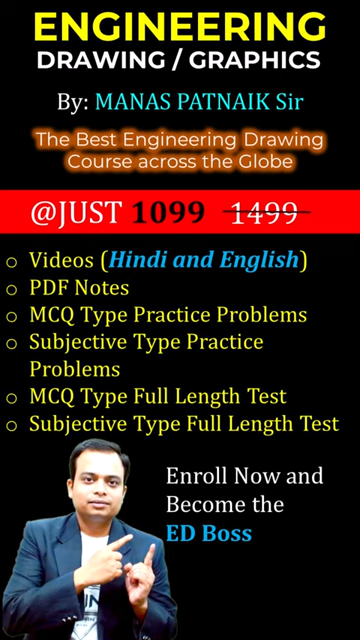 ENGINEERING
DRAWING / GRAPHICS
By: MANAS PATNAIK Sir
The Best Engineering Drawing
Course across the Globe
@JUST 1099 1499
o Videos (Hindi and English)
o PDF Notes
o MCQ Type Practice Problems
o Subjective Type Practice
Problems
o MCQ Type Full Length Test
o Subjective Type Full Length Test
Enroll Now and
Become the
ED Boss